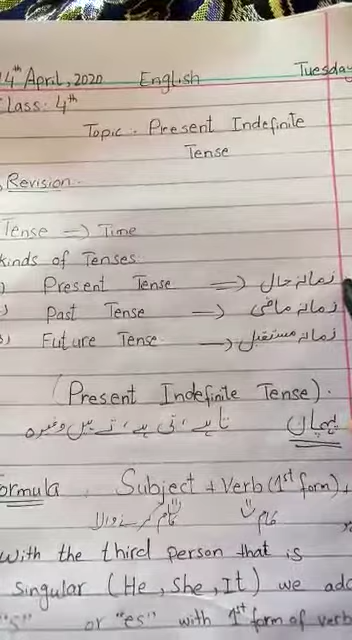 4th April, 2020 English Tuesday
Class: 4th
Topic: Present Indefinite
Tense
Revision
Tense → Time
kinds of Tenses
Present Tense → زمانہ حال
Past Tense → زمانہ ماضی
Future Tense → زمانہ مستقبل
(Present Indefinite Tense).
پہچان تا ہے، تی ہے، تے ہیں وغیرہ
Formula Subject + Verb (1st form) +
کام کرنے والا کام
with the third person that is
singular (He, She, It) we add
"s" or "es" with 1st form of verb